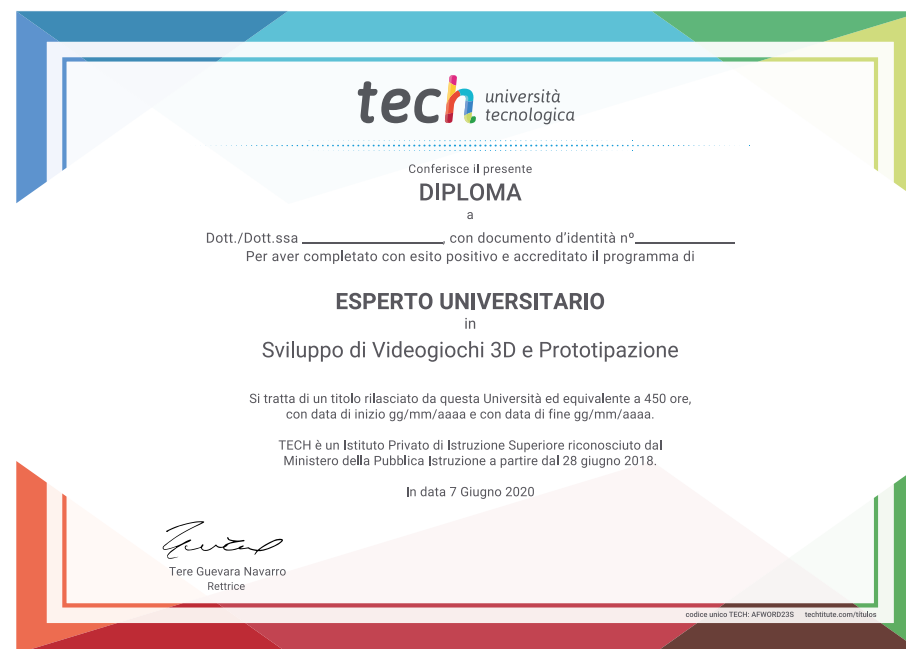 tech università
tecnologica
Conferisce il presente
DIPLOMA
a
Dott./Dott.ssa ____________________, con documento d'identità nº______________
Per aver completato con esito positivo e accreditato il programma di
ESPERTO UNIVERSITARIO
in
Sviluppo di Videogiochi 3D e Prototipazione
Si tratta di un titolo rilasciato da questa Università ed equivalente a 450 ore,
con data di inizio gg/mm/aaaa e con data di fine gg/mm/aaaa.
TECH è un Istituto Privato di Istruzione Superiore riconosciuto dal
Ministero della Pubblica Istruzione a partire dal 28 giugno 2018.
In data 7 Giugno 2020
Tere Guevara Navarro
Rettrice
codice unico TECH: AFWORD23S techtitute.com/titulos